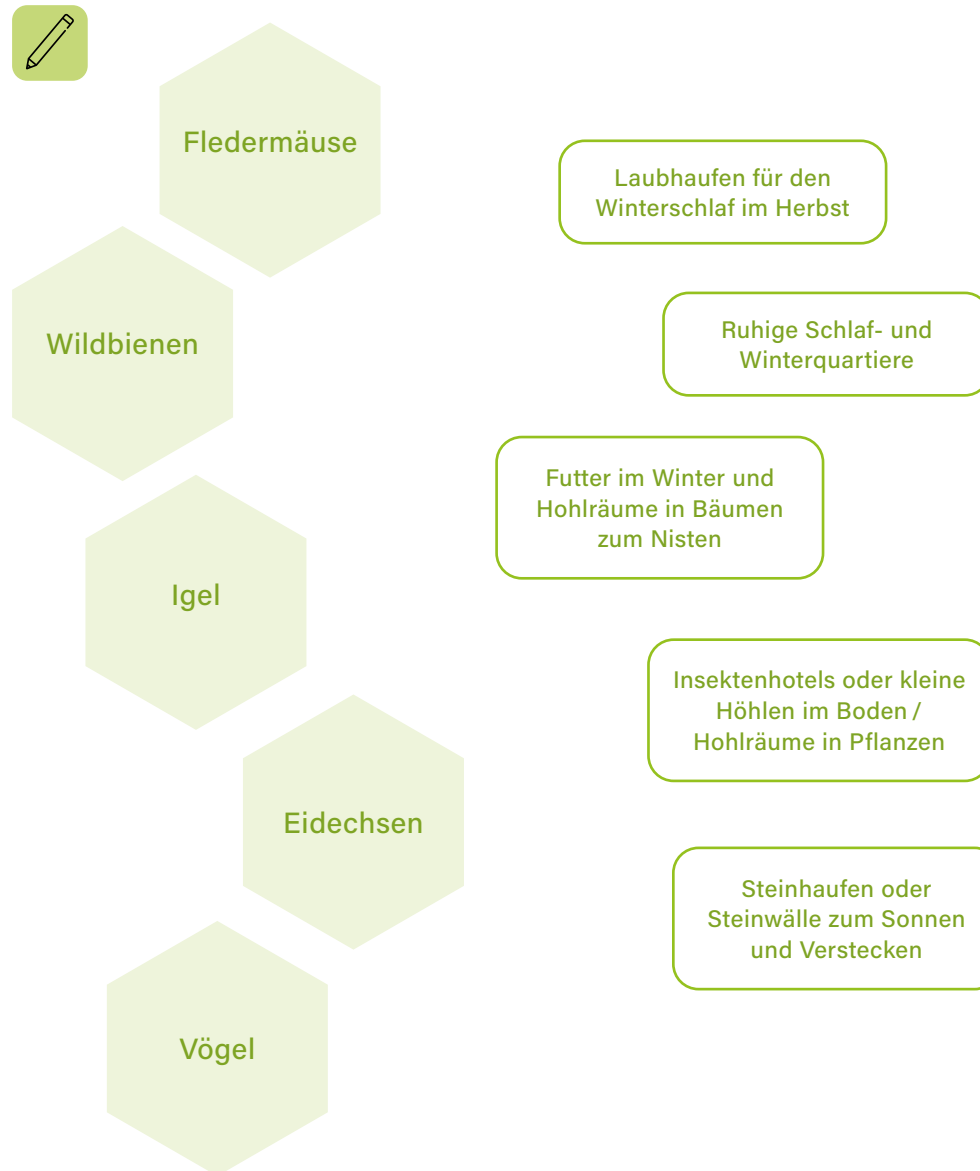 Fledermäuse
Laubhaufen für den
Winterschlaf im Herbst
Wildbienen
Ruhige Schlaf- und
Winterquartiere
Futter im Winter und
Hohlräume in Bäumen
zum Nisten
Igel
Insektenhotels oder kleine
Höhlen im Boden /
Hohlräume in Pflanzen
Eidechsen
Steinhaufen oder
Steinwälle zum Sonnen
und Verstecken
Vögel